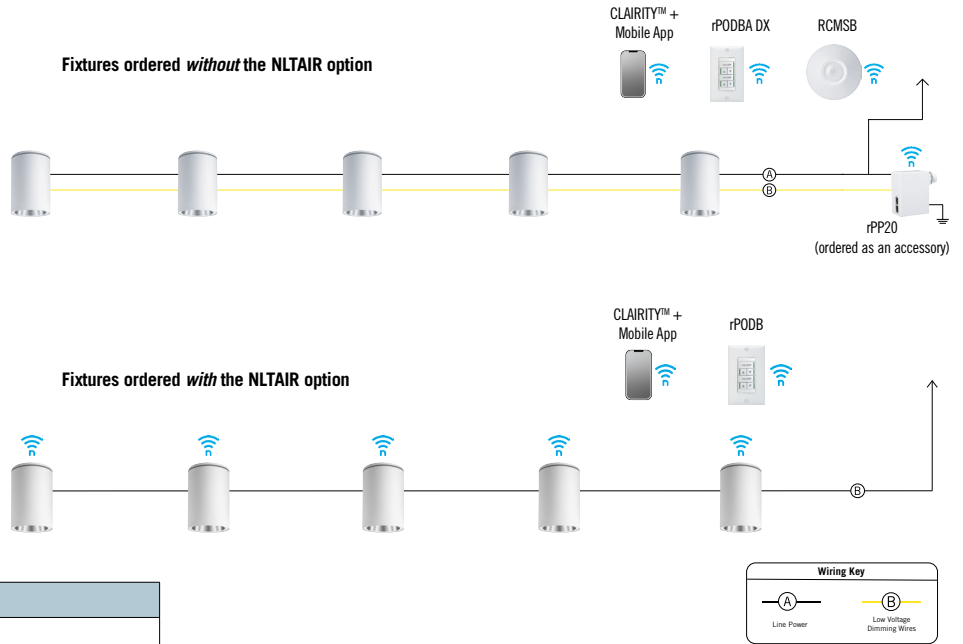 CLAIRITY™ +
Mobile App
rPODBA DX
RCMSB
Fixtures ordered without the NLTAIR option
A
B
rPP20
(ordered as an accessory)
CLAIRITY™ +
Mobile App
rPODB
Fixtures ordered with the NLTAIR option
B
Wiring Key
A
B
Line Power
Low Voltage
Dimming Wires